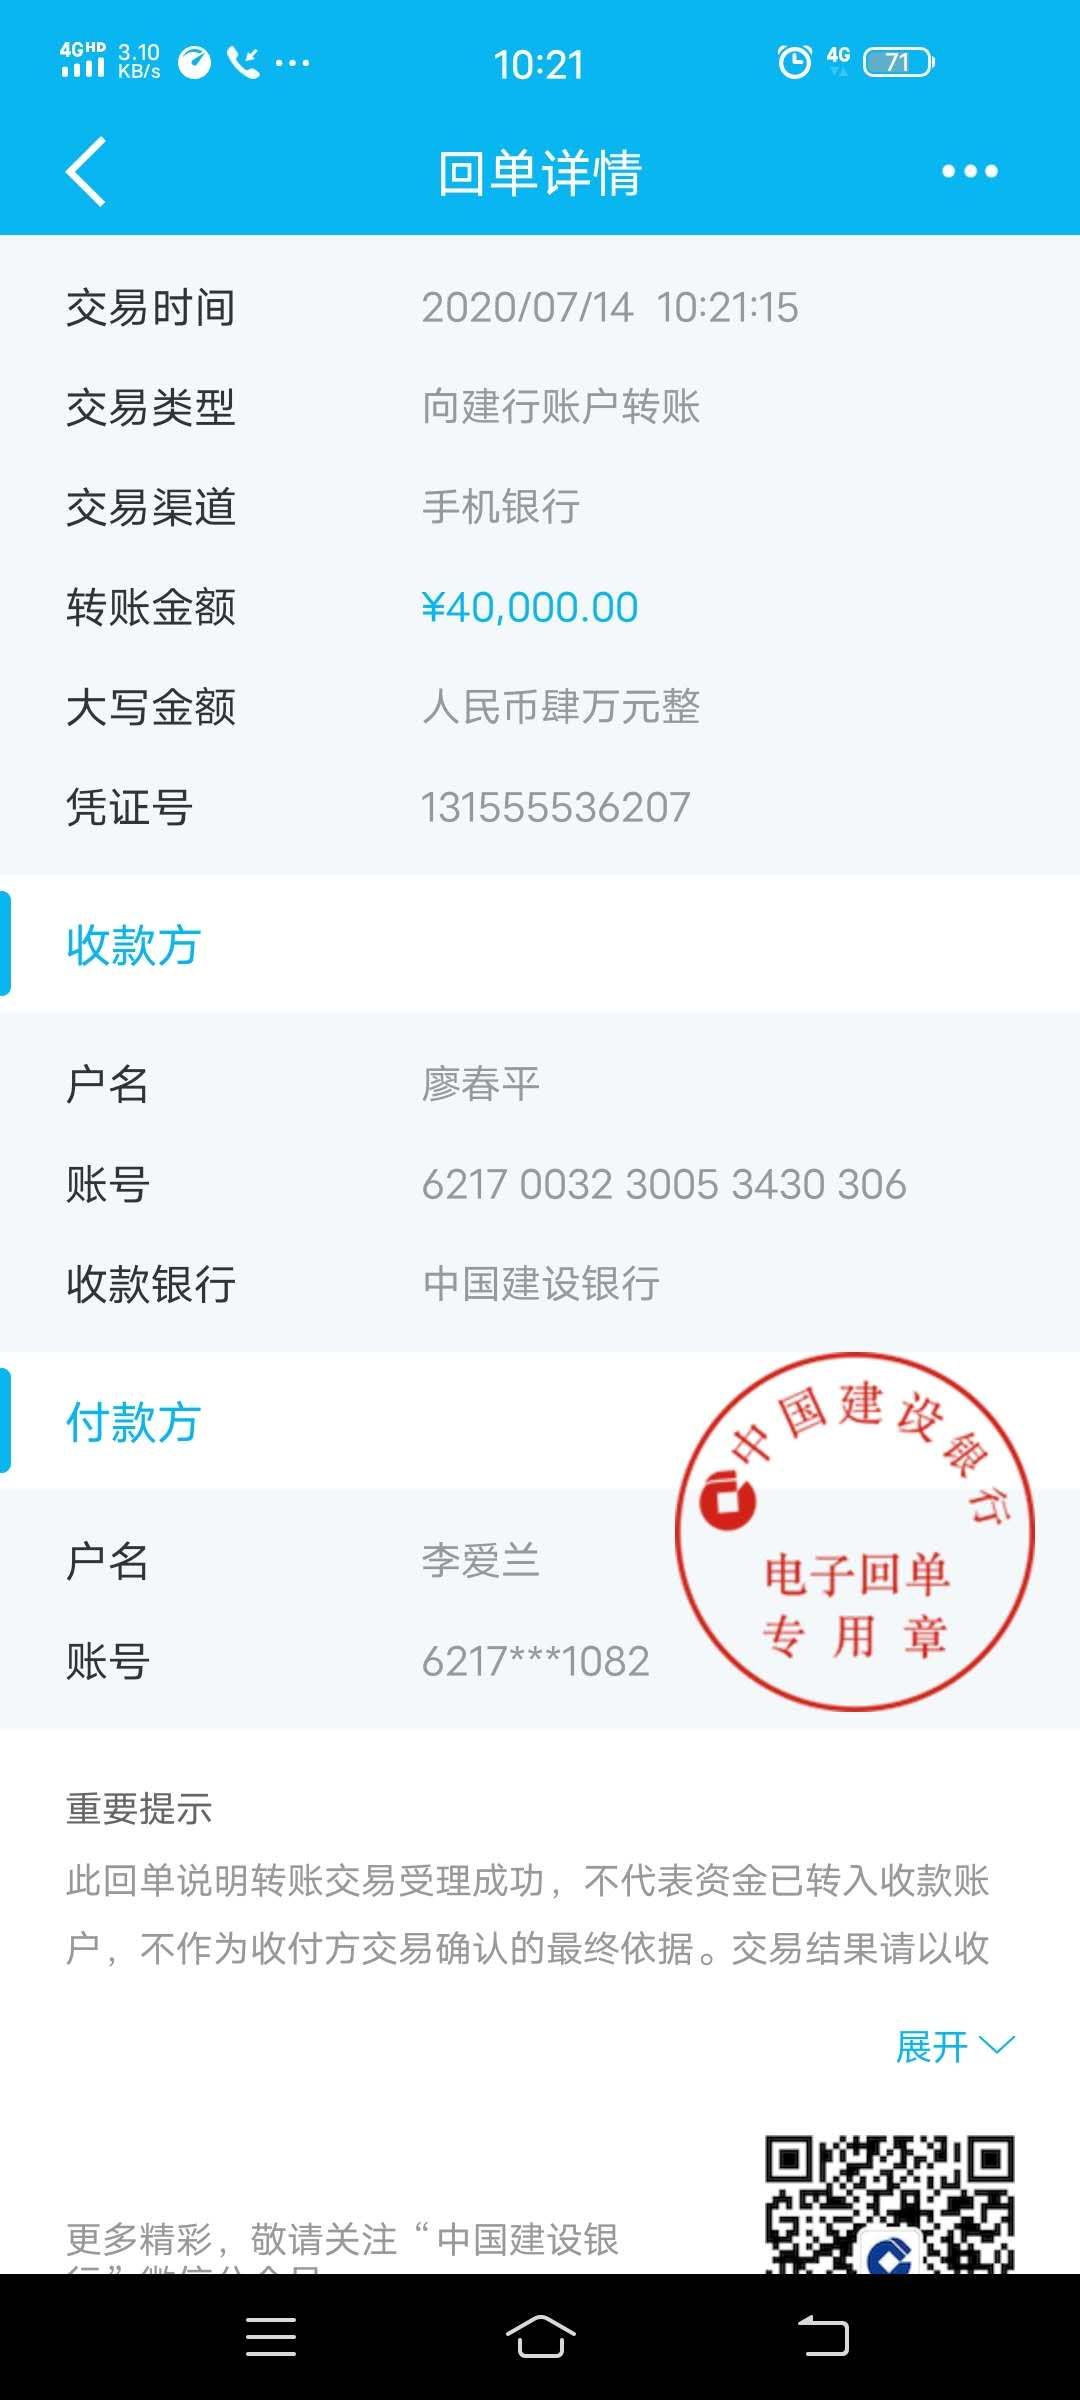 4G HD 3.10 KB/s 10:21 4G 71
回单详情
交易时间 2020/07/14 10:21:15
交易类型 向建行账户转账
交易渠道 手机银行
转账金额 ¥40,000.00
大写金额 人民币肆万元整
凭证号 131555536207
收款方
户名 廖春平
账号 6217 0032 3005 3430 306
收款银行 中国建设银行
付款方
中国建设银行
电子回单
专用章
户名 李爱兰
账号 6217***1082
重要提示
此回单说明转账交易受理成功，不代表资金已转入收款账
户，不作为收付方交易确认的最终依据。交易结果请以收
展开
更多精彩，敬请关注“中国建设银